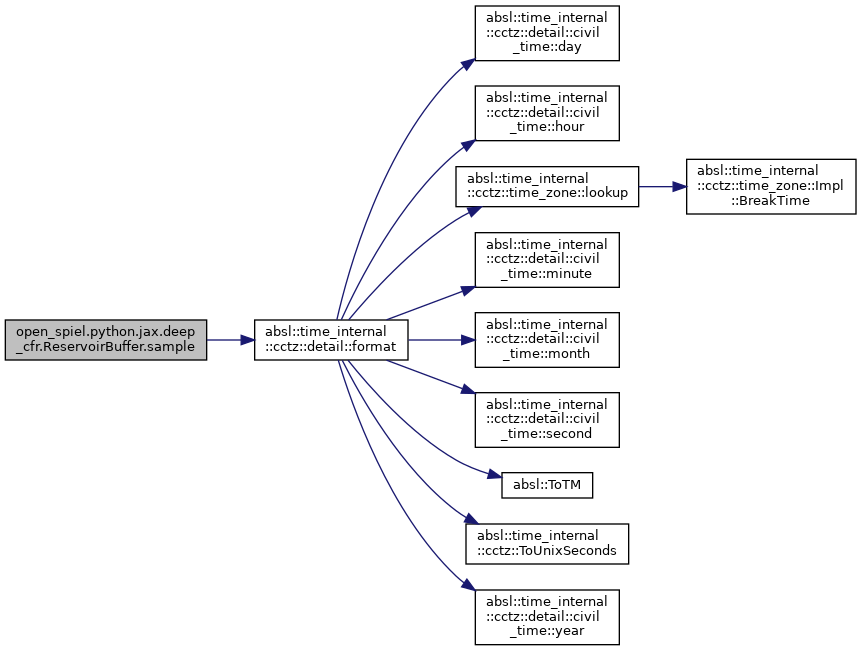 open_spiel.python.jax.deep
_cfr.ReservoirBuffer.sample
absl::time_internal
::cctz::detail::format
absl::time_internal
::cctz::detail::civil
_time::day
absl::time_internal
::cctz::detail::civil
_time::hour
absl::time_internal
::cctz::time_zone::lookup
absl::time_internal
::cctz::time_zone::Impl
::BreakTime
absl::time_internal
::cctz::detail::civil
_time::minute
absl::time_internal
::cctz::detail::civil
_time::month
absl::time_internal
::cctz::detail::civil
_time::second
absl::ToTM
absl::time_internal
::cctz::ToUnixSeconds
absl::time_internal
::cctz::detail::civil
_time::year